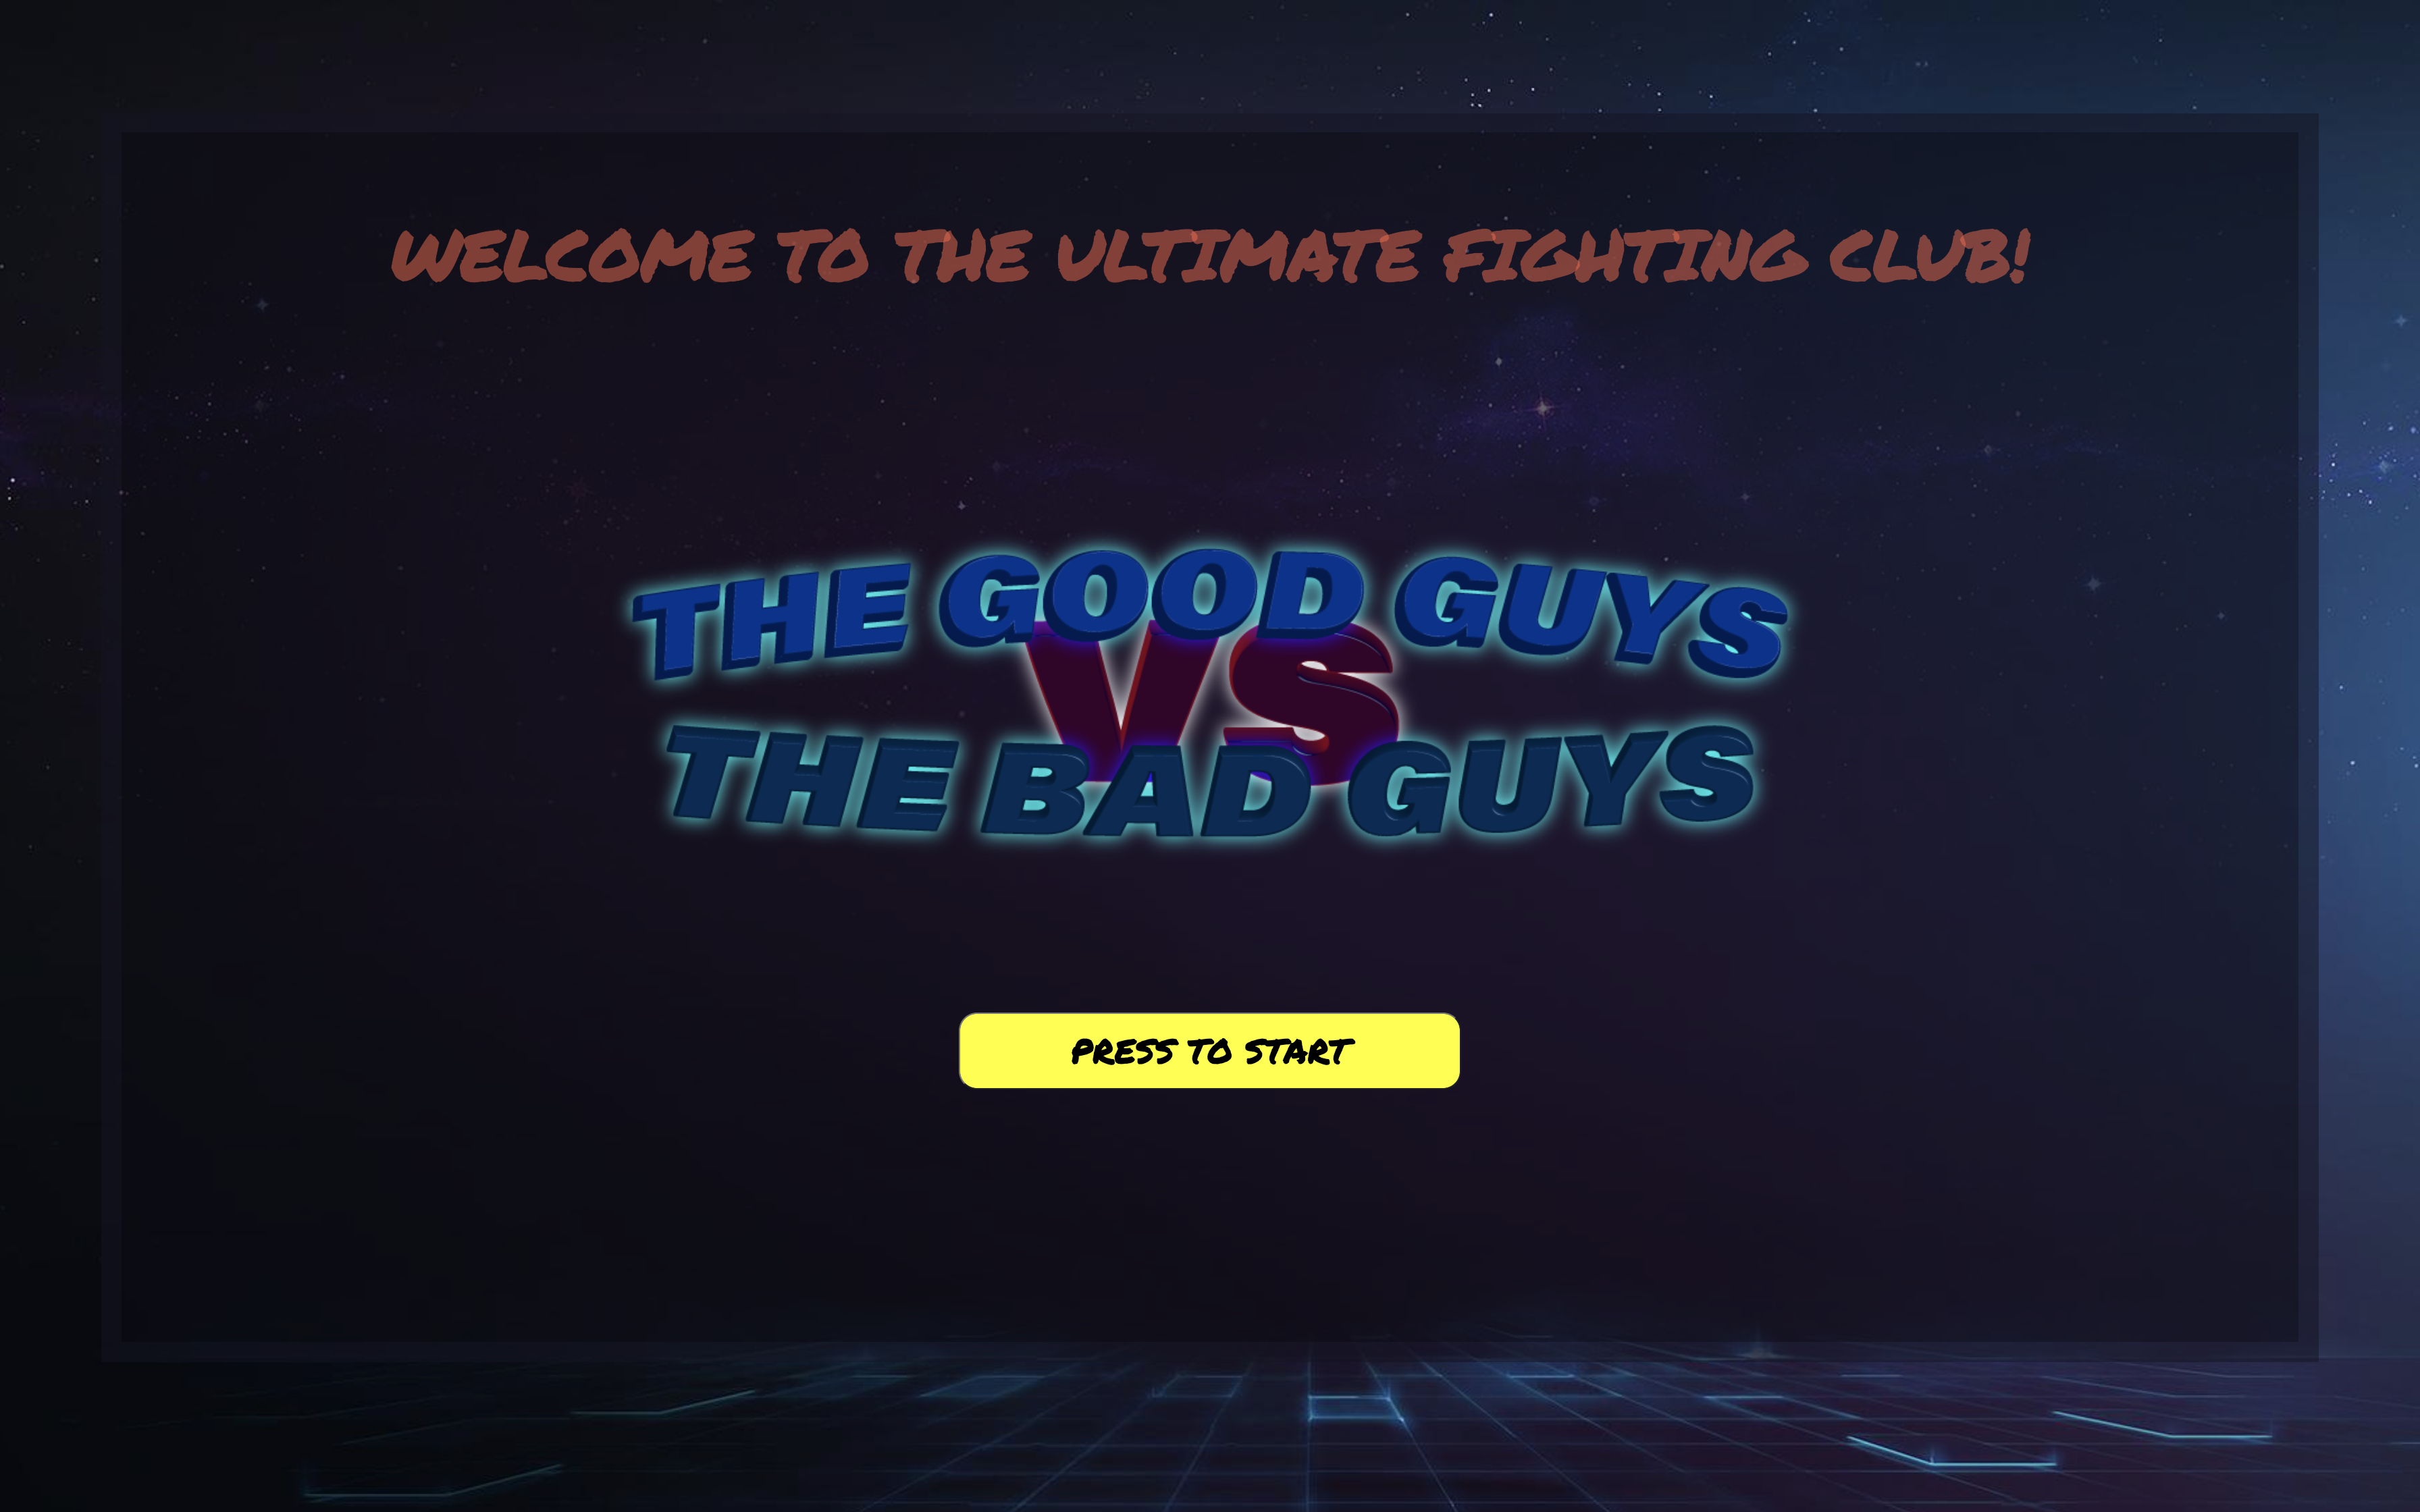 WELCOME TO THE ULTIMATE FIGHTING CLUB!
THE GOOD GUYS
VS
THE BAD GUYS
PRESS TO START